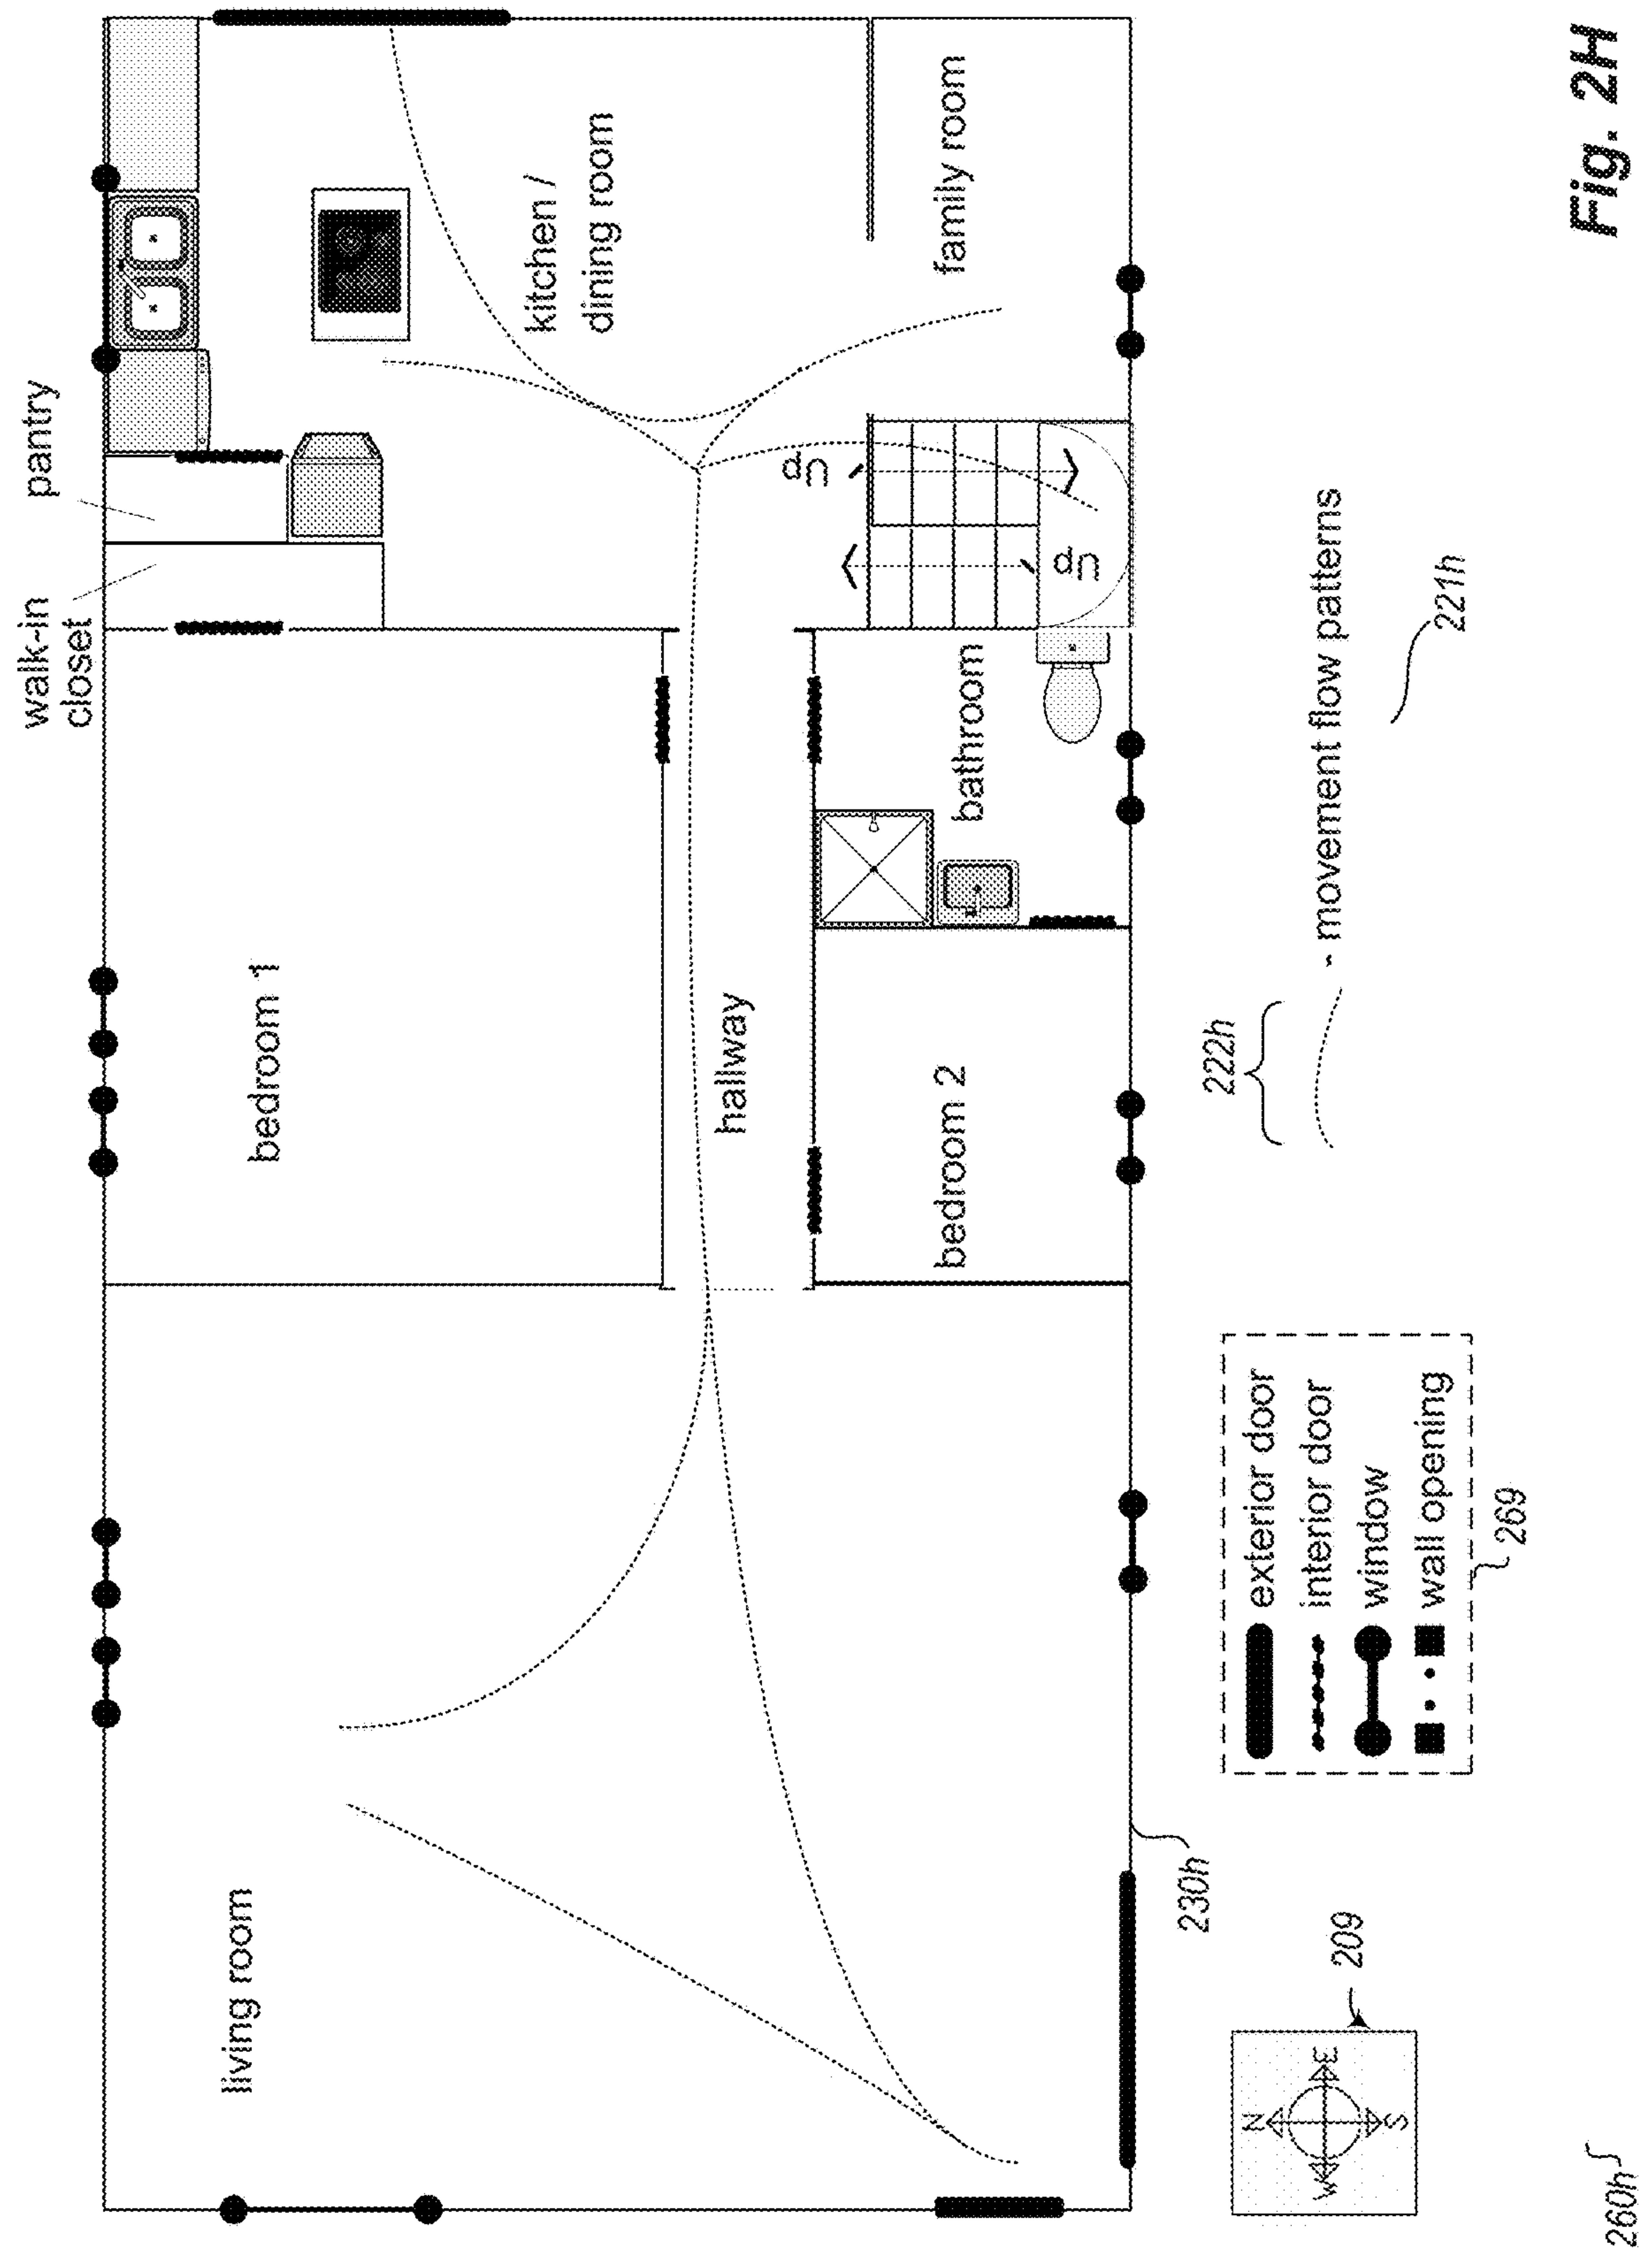 walk-in
closet
pantry
living room
bedroom 1
kitchen /
dining room
hallway
up
up
bedroom 2
bathroom
family room
230h
N
W
E
S
209
exterior door
interior door
window
wall opening
269
222h
~ movement flow patterns
221h
260h
Fig. 2H